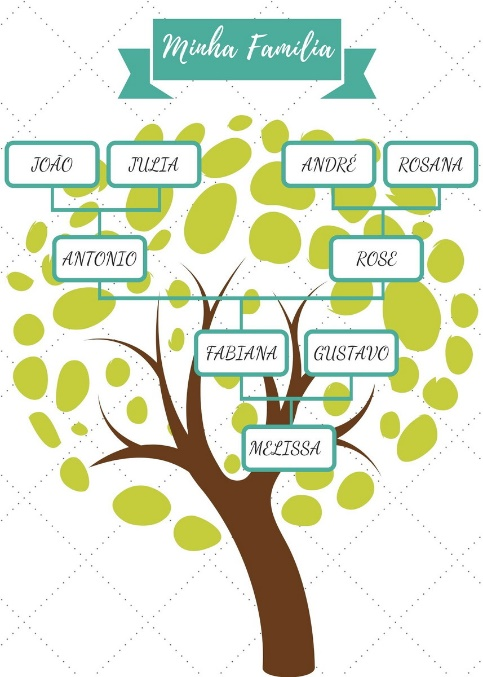 Minha Família
JOÃO
JULIA
ANDRÉ
ROSANA
ANTONIO
ROSE
FABIANA
GUSTAVO
MELISSA